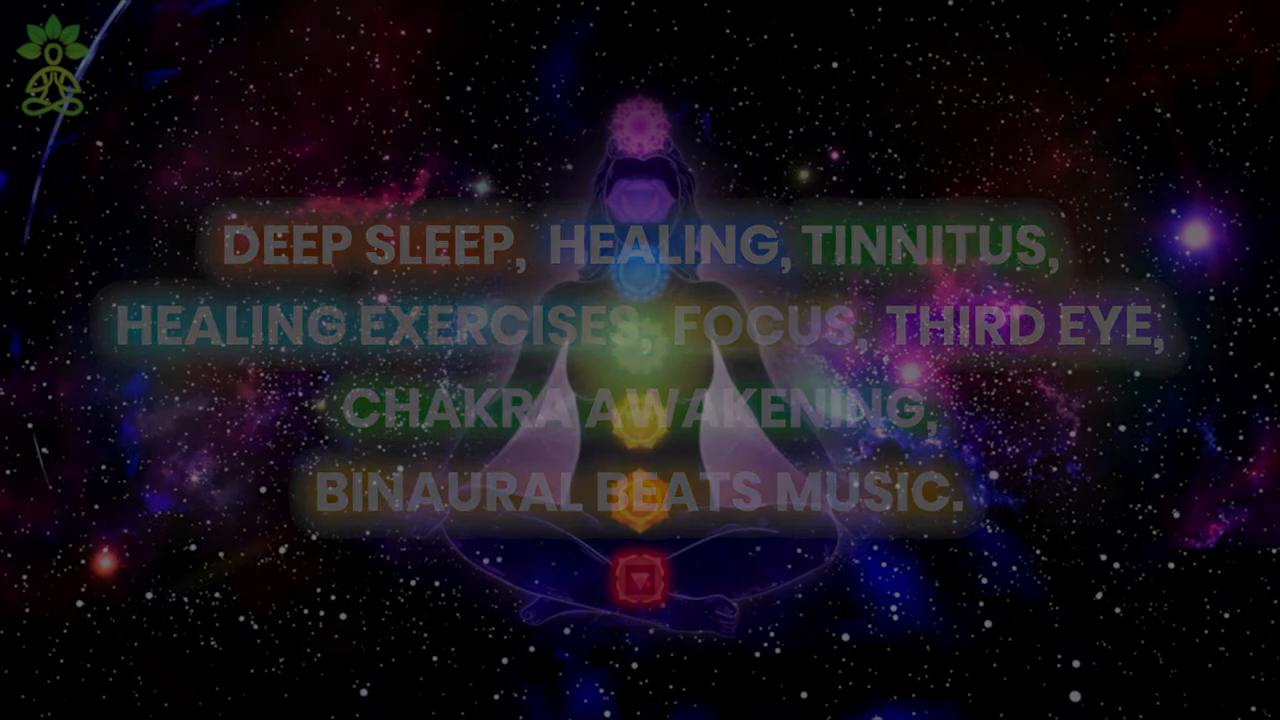 DEEP SLEEP, HEALING, TINNITUS,
HEALING EXERCISES, FOCUS, THIRD EYE,
CHAKRA AWAKENING,
BINAURAL BEATS MUSIC.